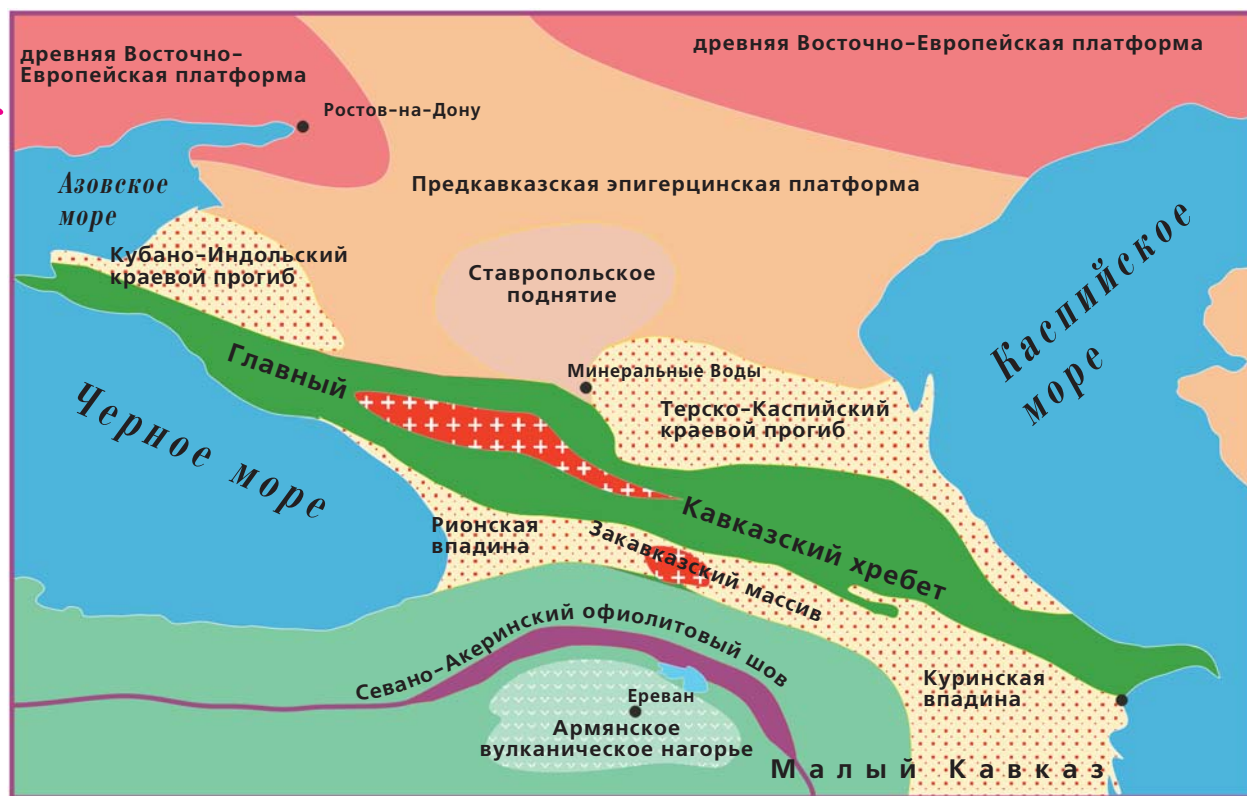 древняя Восточно-
Европейская платформа
древняя Восточно-Европейская платформа
Ростов-на-Дону
Азовское
море
Предкавказская эпигерцинская платформа
Кубано-Индольский
краевой прогиб
Ставропольское
поднятие
Каспийское
море
Главный
Минеральные Воды
Терско-Каспийский
краевой прогиб
Черное море
Кавказский хребет
Рионская
впадина
Закавказский массив
Севано-Акеринский офиолитовый шов
Куринская
впадина
Ереван
Армянское
вулканическое нагорье
Малый Кавказ